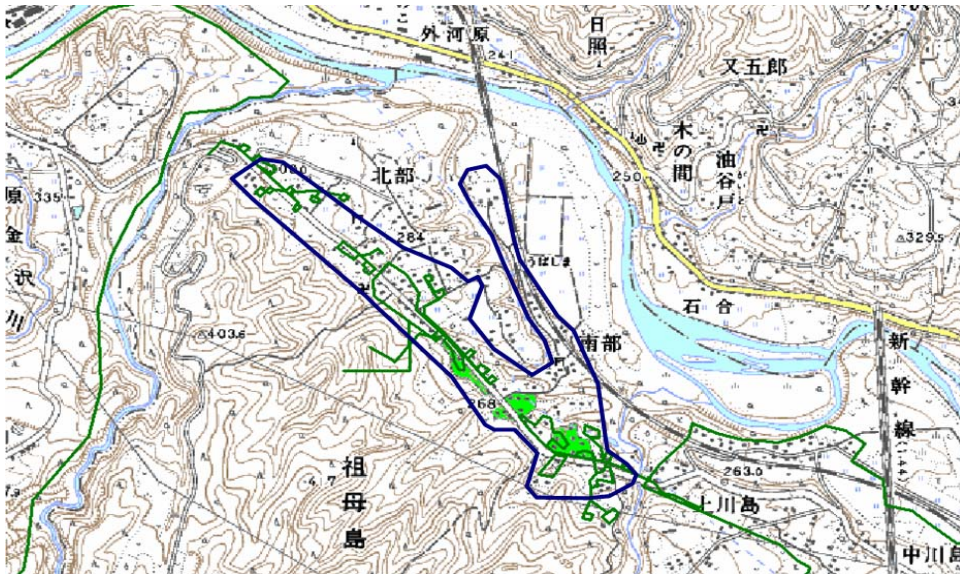 外河原
241
日照
又五郎
木の間
油谷戸
250
北部
335
原
金沢
川
284
うばしま
329.5
石合
403.6
南部
新幹線
268
263.0
祖母島
上川島
中川島